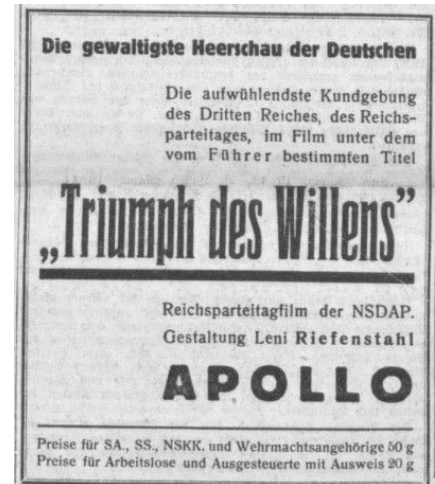 Die gewaltigste Heerschau der Deutschen
Die aufwühlendste Kundgebung
des Dritten Reiches, des Reichs-
parteitages, im Film unter dem
vom Führer bestimmten Titel
„Triumph des Willens”
Reichsparteitagfilm der NSDAP.
Gestaltung Leni Riefenstahl
APOLLO
Preise für SA., SS., NSKK. und Wehrmachtsangehörige 50 g
Preise für Arbeitslose und Ausgesteuerte mit Ausweis 20 g